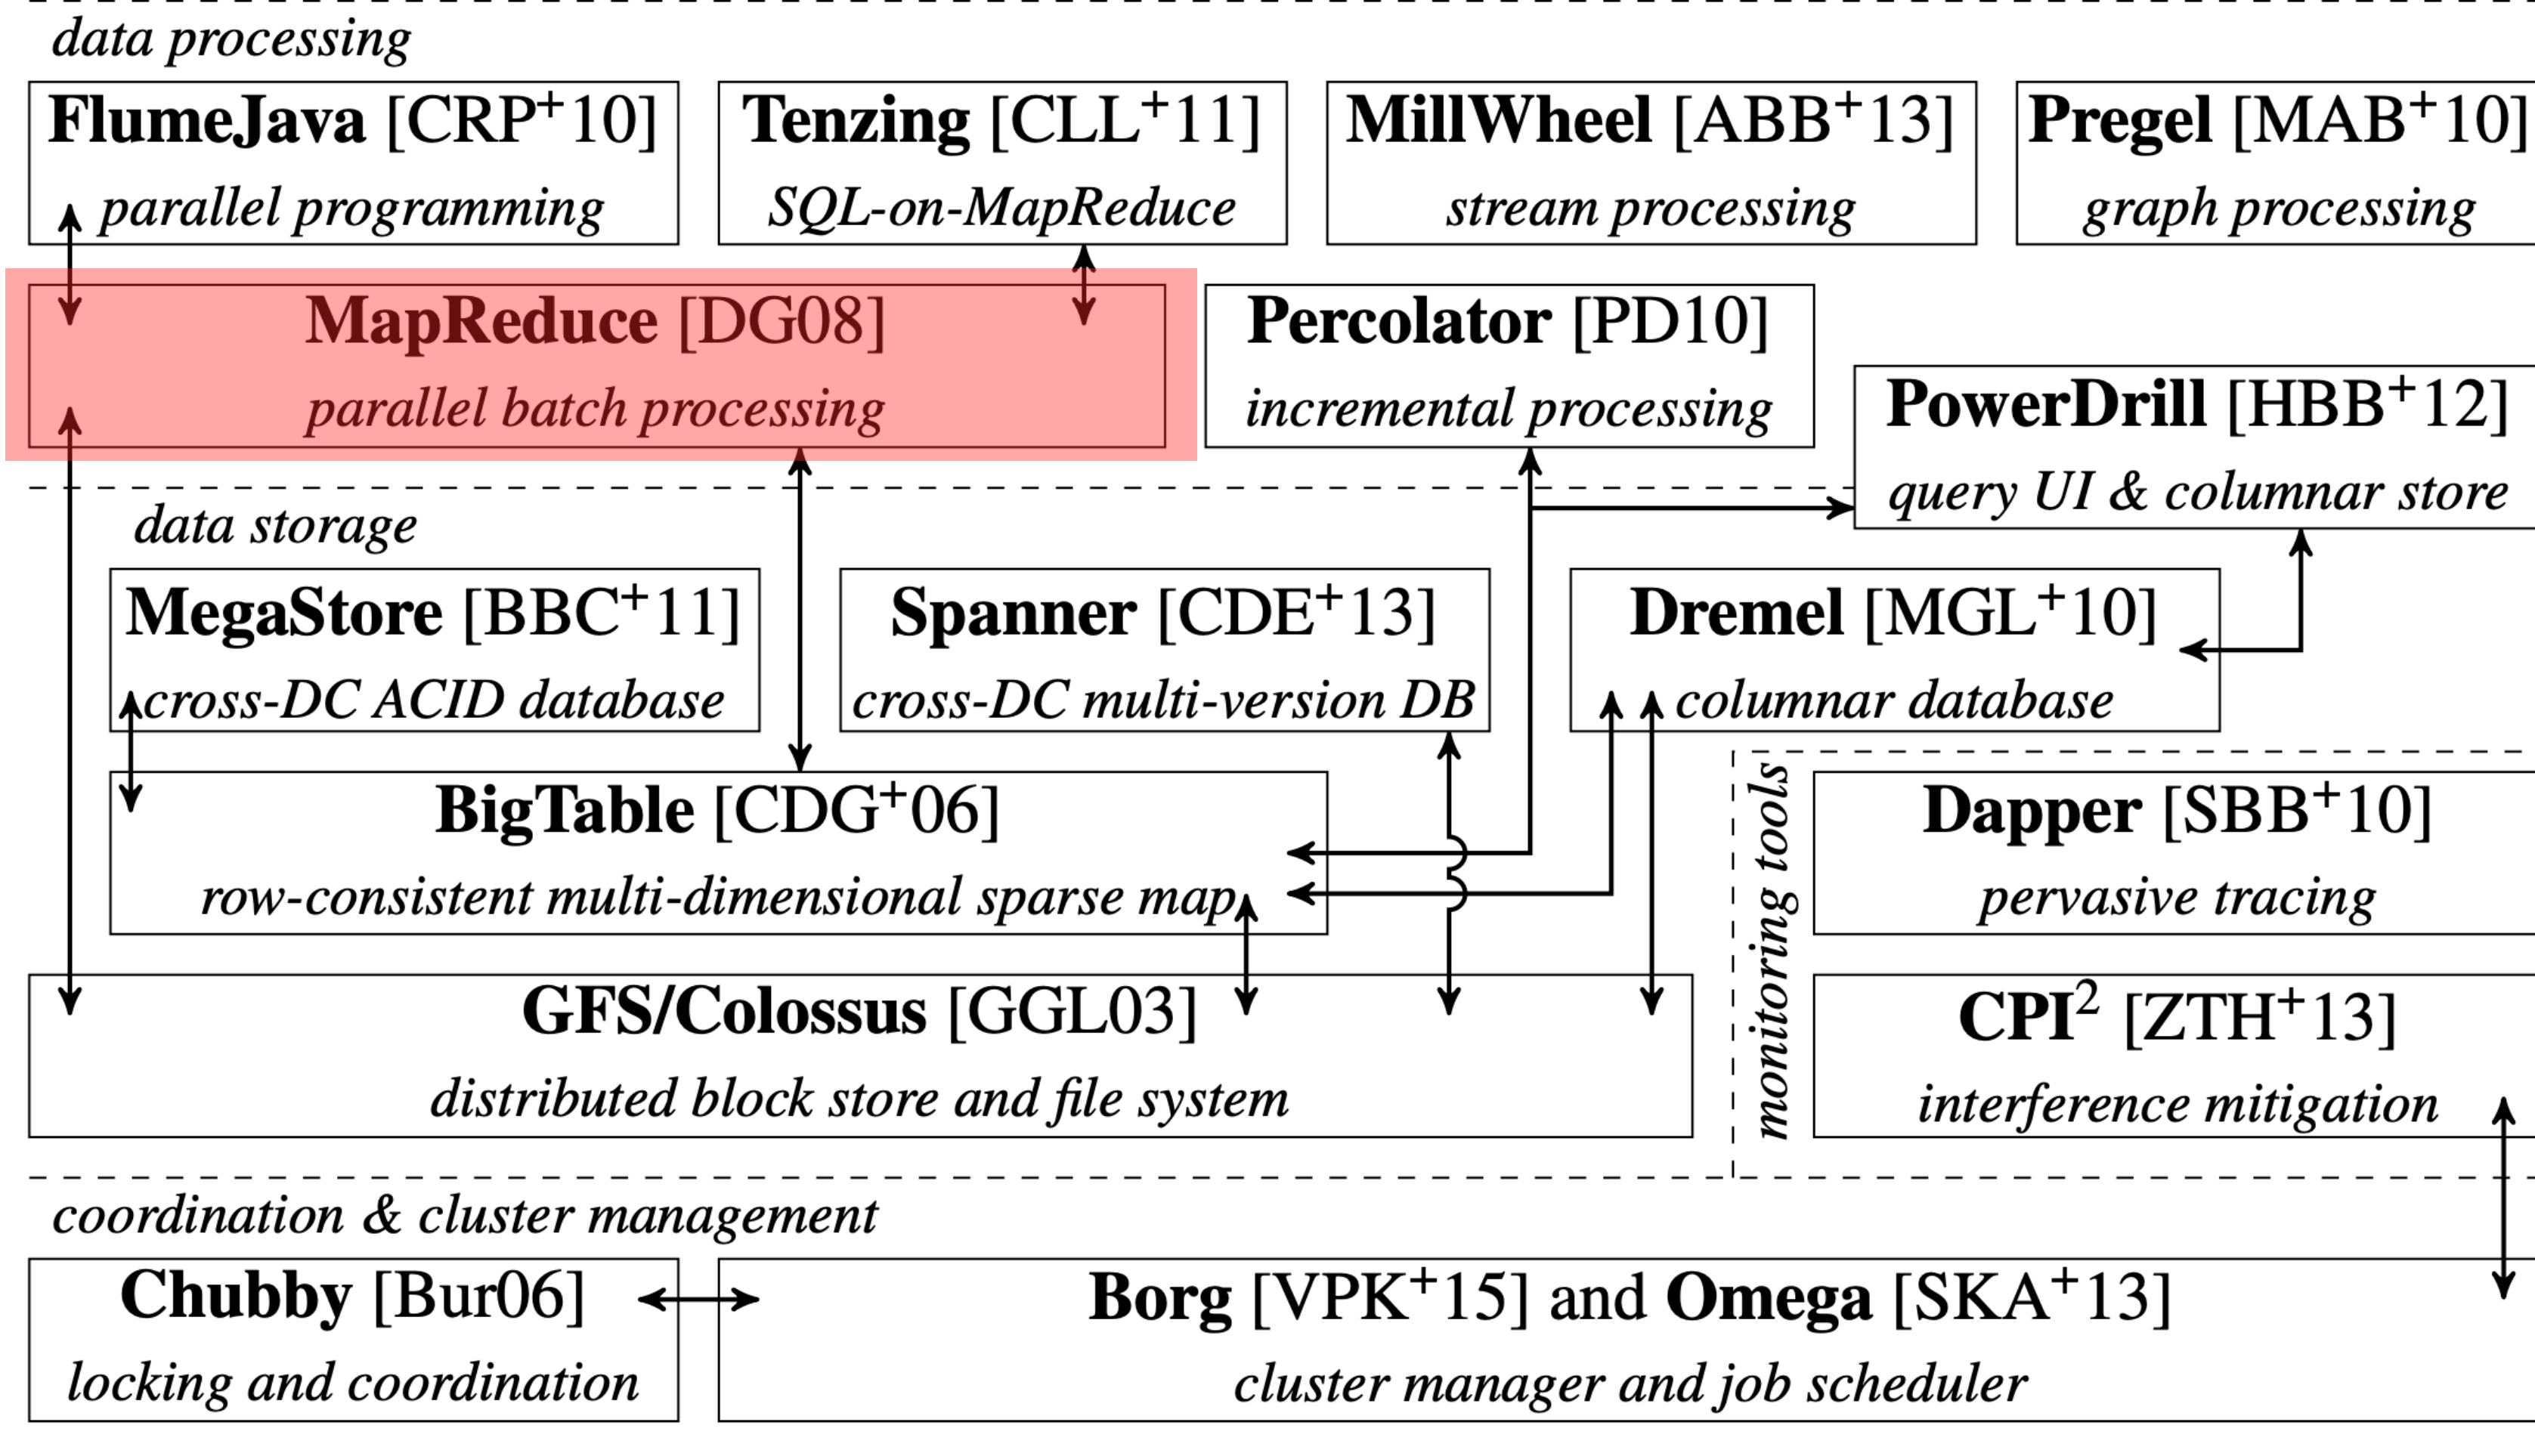 data processing
FlumeJava [CRP+10]
parallel programming
Tenzing [CLL+11]
SQL-on-MapReduce
MillWheel [ABB+13]
stream processing
Pregel [MAB+10]
graph processing
MapReduce [DG08]
parallel batch processing
Percolator [PD10]
incremental processing
PowerDrill [HBB+12]
query UI & columnar store
data storage
MegaStore [BBC+11]
cross-DC ACID database
Spanner [CDE+13]
cross-DC multi-version DB
Dremel [MGL+10]
columnar database
BigTable [CDG+06]
row-consistent multi-dimensional sparse map
GFS/Colossus [GGL03]
distributed block store and file system
monitoring tools
Dapper [SBB+10]
pervasive tracing
CPI2 [ZTH+13]
interference mitigation
coordination & cluster management
Chubby [Bur06]
locking and coordination
Borg [VPK+15] and Omega [SKA+13]
cluster manager and job scheduler